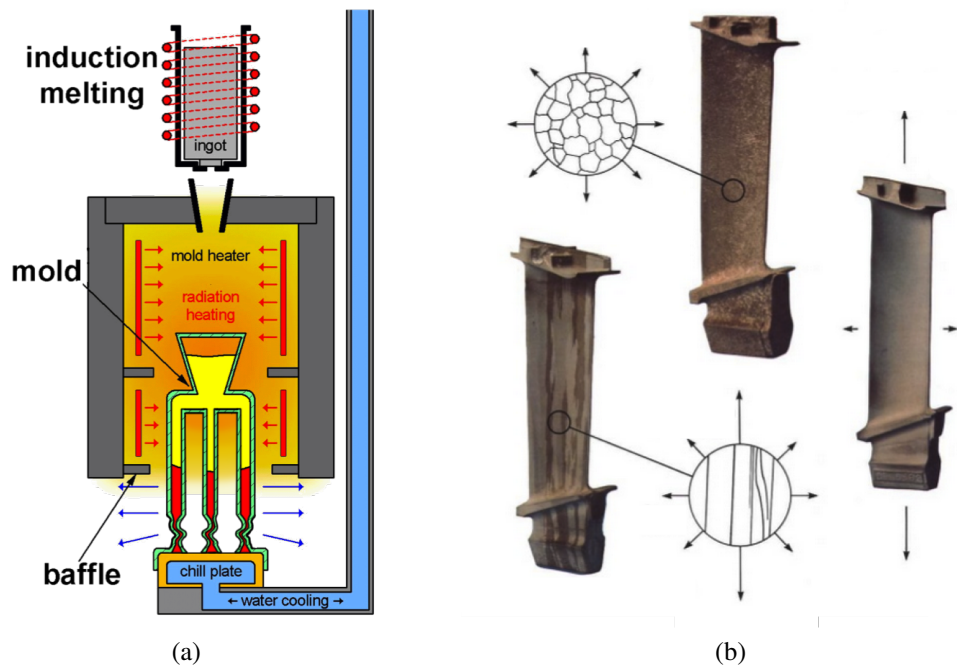 induction
melting
ingot
mold heater
mold
radiation
heating
baffle
chill plate
water cooling
(a)
(b)